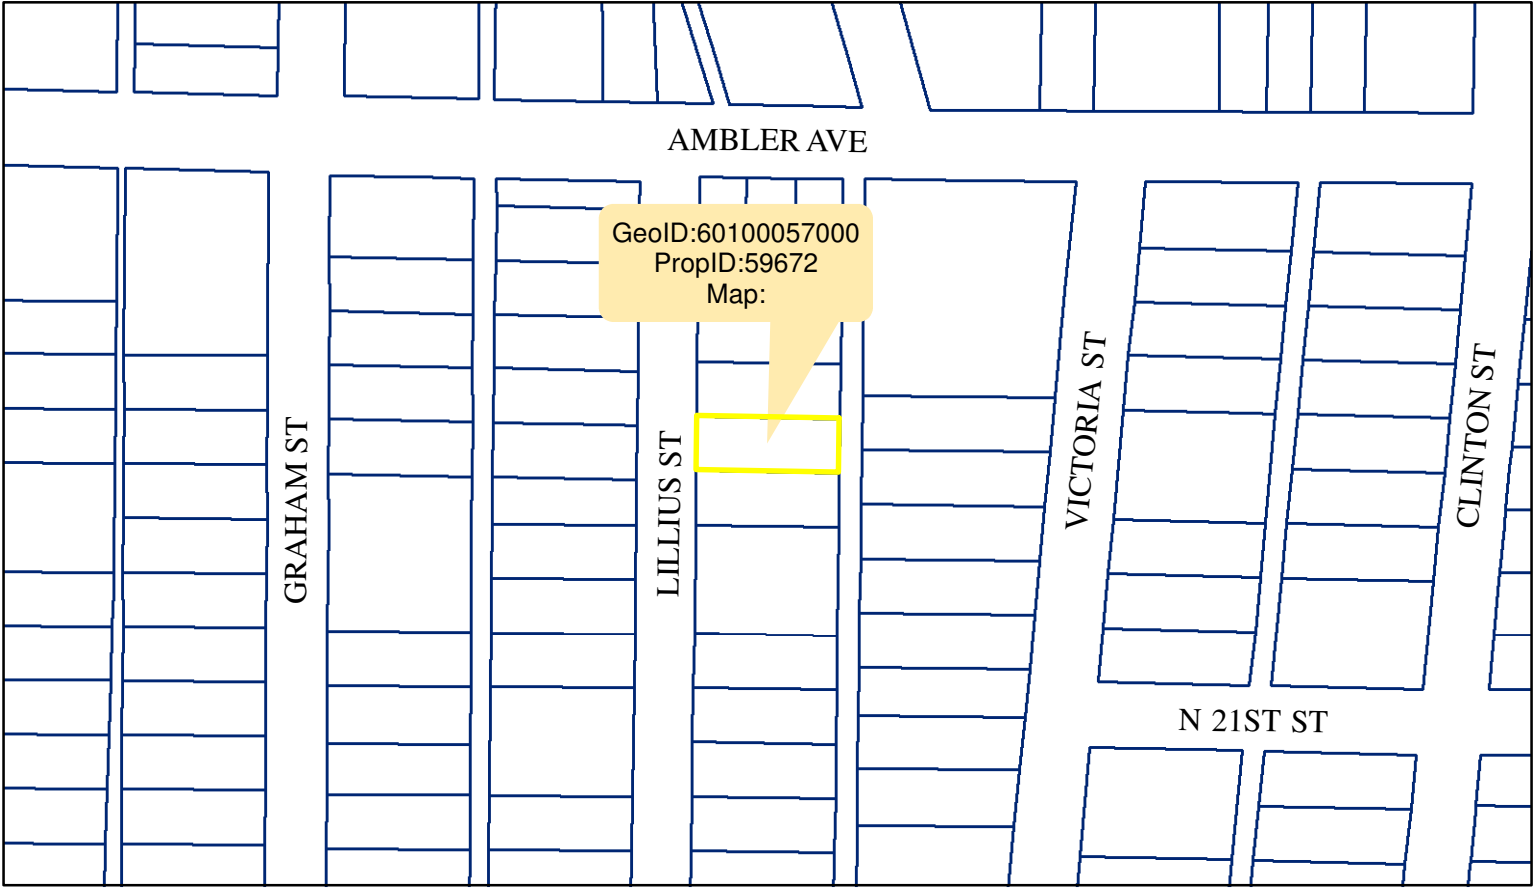 AMBLER AVE
GeoID:60100057000
PropID:59672
Map:
GRAHAM ST
LILLIUS ST
VICTORIA ST
CLINTON ST
N 21ST ST